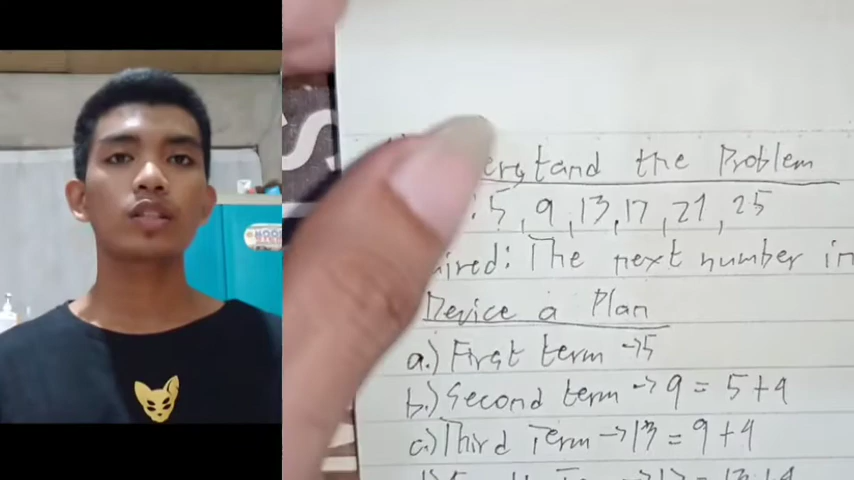 the Problem
: 5, 9, 13, 17, 21, 25
: The next number in
Device a Plan
a.) First term → 5
b.) Second term → 9 = 5+4
c.) Third Term → 13 = 9+4